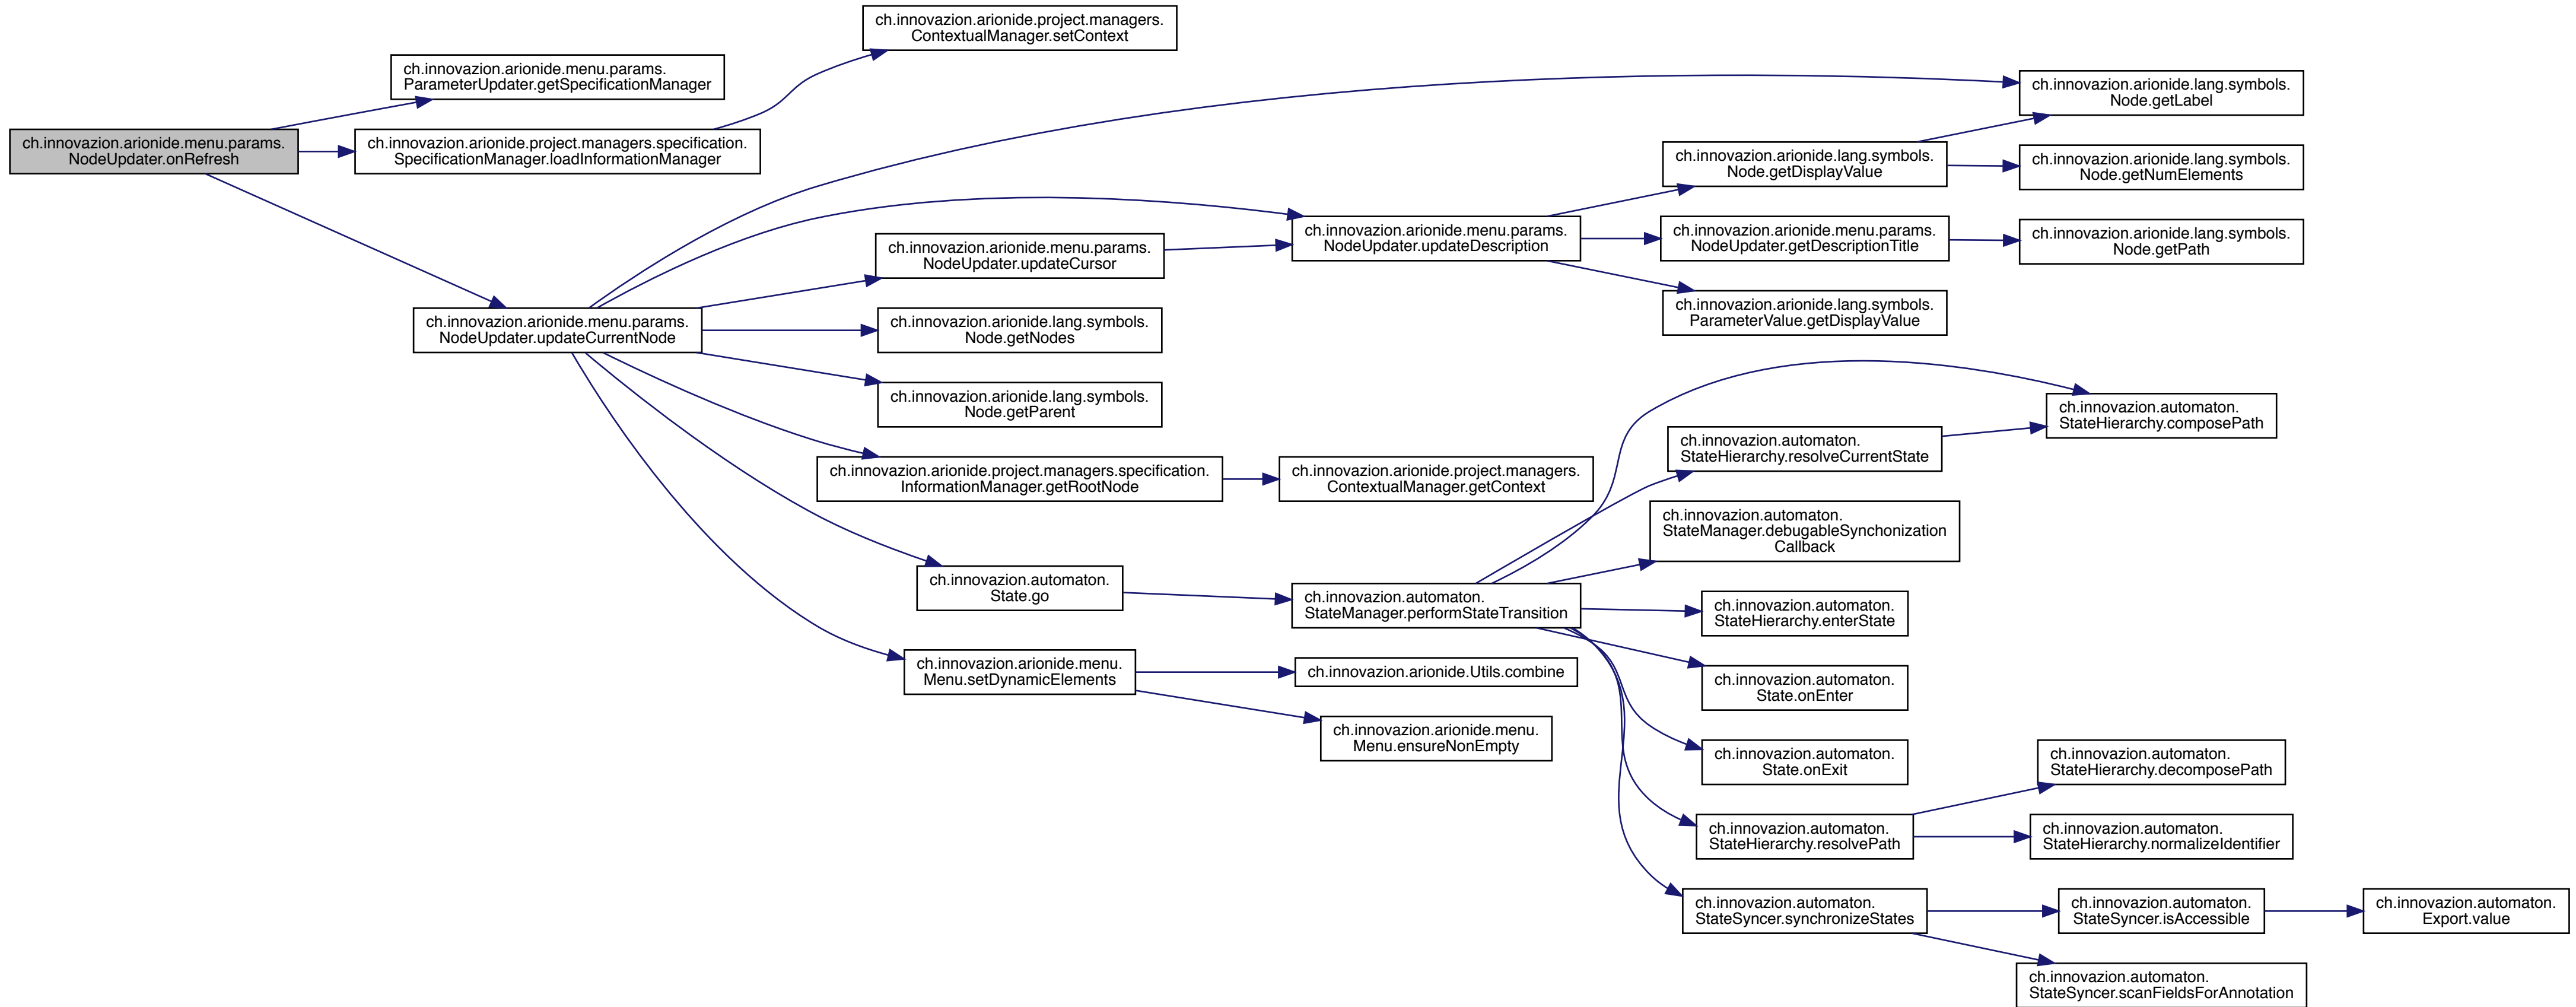 ch.innovazion.arionide.project.managers.
ContextualManager.setContext
ch.innovazion.arionide.menu.params.
ParameterUpdater.getSpecificationManager
ch.innovazion.arionide.menu.params.
NodeUpdater.onRefresh
ch.innovazion.arionide.project.managers.specification.
SpecificationManager.loadInformationManager
ch.innovazion.arionide.lang.symbols.
Node.getLabel
ch.innovazion.arionide.lang.symbols.
Node.getDisplayValue
ch.innovazion.arionide.lang.symbols.
Node.getNumElements
ch.innovazion.arionide.menu.params.
NodeUpdater.updateCursor
ch.innovazion.arionide.menu.params.
NodeUpdater.updateDescription
ch.innovazion.arionide.menu.params.
NodeUpdater.getDescriptionTitle
ch.innovazion.arionide.lang.symbols.
Node.getPath
ch.innovazion.arionide.menu.params.
NodeUpdater.updateCurrentNode
ch.innovazion.arionide.lang.symbols.
Node.getNodes
ch.innovazion.arionide.lang.symbols.
ParameterValue.getDisplayValue
ch.innovazion.arionide.lang.symbols.
Node.getParent
ch.innovazion.automaton.
StateHierarchy.composePath
ch.innovazion.automaton.
StateHierarchy.resolveCurrentState
ch.innovazion.arionide.project.managers.specification.
InformationManager.getRootNode
ch.innovazion.arionide.project.managers.
ContextualManager.getContext
ch.innovazion.automaton.
StateManager.debugableSynchonization
Callback
ch.innovazion.automaton.
State.go
ch.innovazion.automaton.
StateManager.performStateTransition
ch.innovazion.automaton.
StateHierarchy.enterState
ch.innovazion.arionide.menu.
Menu.setDynamicElements
ch.innovazion.arionide.Utils.combine
ch.innovazion.automaton.
State.onEnter
ch.innovazion.arionide.menu.
Menu.ensureNonEmpty
ch.innovazion.automaton.
State.onExit
ch.innovazion.automaton.
StateHierarchy.decomposePath
ch.innovazion.automaton.
StateHierarchy.resolvePath
ch.innovazion.automaton.
StateHierarchy.normalizeIdentifier
ch.innovazion.automaton.
StateSyncer.synchronizeStates
ch.innovazion.automaton.
StateSyncer.isAccessible
ch.innovazion.automaton.
Export.value
ch.innovazion.automaton.
StateSyncer.scanFieldsForAnnotation